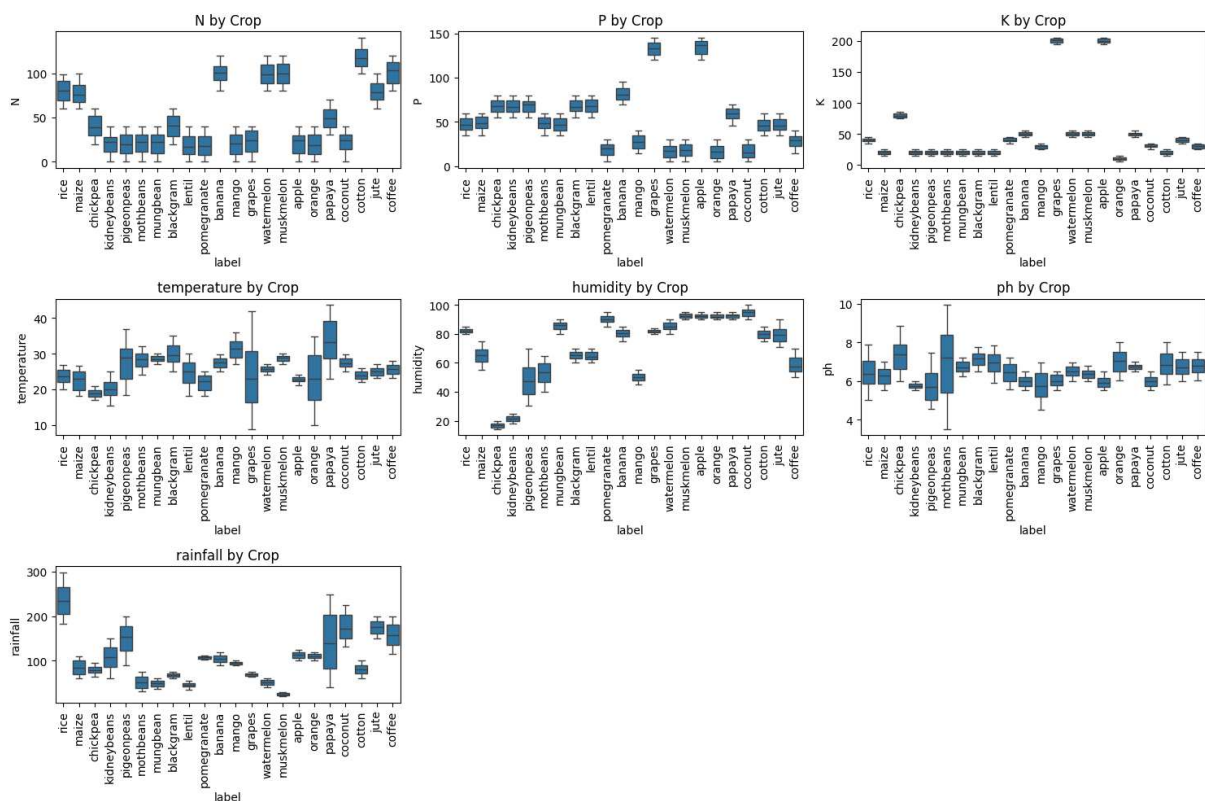 N by Crop
N
100
50
0
rice
maize
chickpea
kidneybeans
pigeonpeas
mothbeans
mungbean
blackgram
lentil
pomegranate
banana
mango
grapes
watermelon
muskmelon
apple
orange
papaya
coconut
cotton
jute
coffee
label
P by Crop
P
150
100
50
0
rice
maize
chickpea
kidneybeans
pigeonpeas
mothbeans
mungbean
blackgram
lentil
pomegranate
banana
mango
grapes
watermelon
muskmelon
apple
orange
papaya
coconut
cotton
jute
coffee
label
K by Crop
K
200
150
100
50
0
rice
maize
chickpea
kidneybeans
pigeonpeas
mothbeans
mungbean
blackgram
lentil
pomegranate
banana
mango
grapes
watermelon
muskmelon
apple
orange
papaya
coconut
cotton
jute
coffee
label
temperature by Crop
temperature
40
30
20
10
rice
maize
chickpea
kidneybeans
pigeonpeas
mothbeans
mungbean
blackgram
lentil
pomegranate
banana
mango
grapes
watermelon
muskmelon
apple
orange
papaya
coconut
cotton
jute
coffee
label
humidity by Crop
humidity
100
80
60
40
20
rice
maize
chickpea
kidneybeans
pigeonpeas
mothbeans
mungbean
blackgram
lentil
pomegranate
banana
mango
grapes
watermelon
muskmelon
apple
orange
papaya
coconut
cotton
jute
coffee
label
ph by Crop
ph
10
8
6
4
rice
maize
chickpea
kidneybeans
pigeonpeas
mothbeans
mungbean
blackgram
lentil
pomegranate
banana
mango
grapes
watermelon
muskmelon
apple
orange
papaya
coconut
cotton
jute
coffee
label
rainfall by Crop
rainfall
300
200
100
rice
maize
chickpea
kidneybeans
pigeonpeas
mothbeans
mungbean
blackgram
lentil
pomegranate
banana
mango
grapes
watermelon
muskmelon
apple
orange
papaya
coconut
cotton
jute
coffee
label